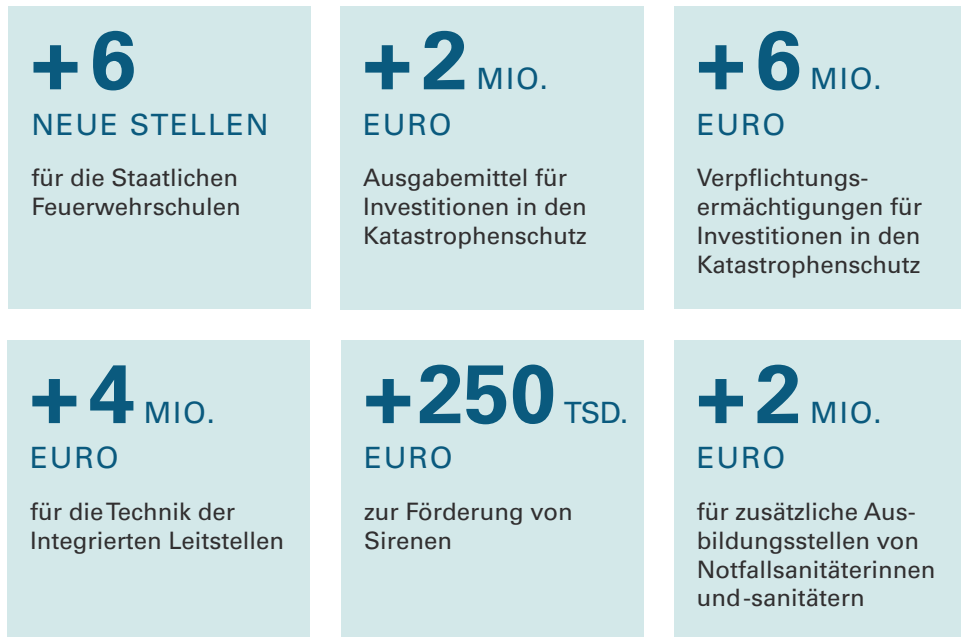 +6
NEUE STELLEN
für die Staatlichen
Feuerwehrschulen
+2 MIO.
EURO
Ausgabemittel für
Investitionen in den
Katastrophenschutz
+6 MIO.
EURO
Verpflichtungs-
ermächtigungen für
Investitionen in den
Katastrophenschutz
+4 MIO.
EURO
für die Technik der
Integrierten Leitstellen
+250 TSD.
EURO
zur Förderung von
Sirenen
+2 MIO.
EURO
für zusätzliche Aus-
bildungsstellen von
Notfallsanitäterinnen
und -sanitätern